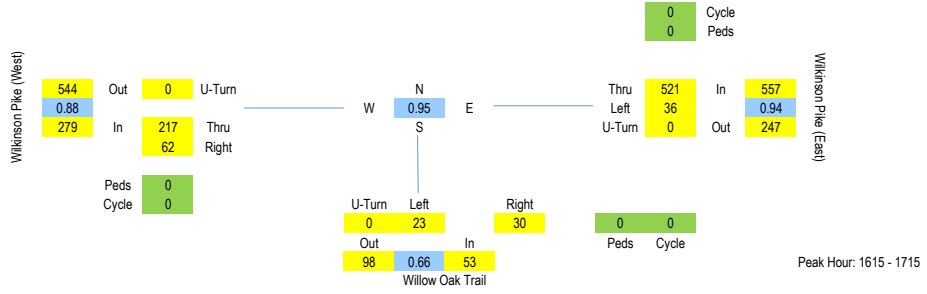 0 Cycle
0 Peds
Wilkinson Pike (West)
544 Out 0 U-Turn
0.88
279 In 217 Thru
62 Right
Peds 0
Cycle 0
N
W 0.95 E
S
Thru 521 In 557
Left 36 0.94
U-Turn 0 Out 247
Wilkinson Pike (East)
U-Turn Left Right
0 23 30
Out In
98 0.66 53
Willow Oak Trail
0 0
Peds Cycle
Peak Hour: 1615 - 1715